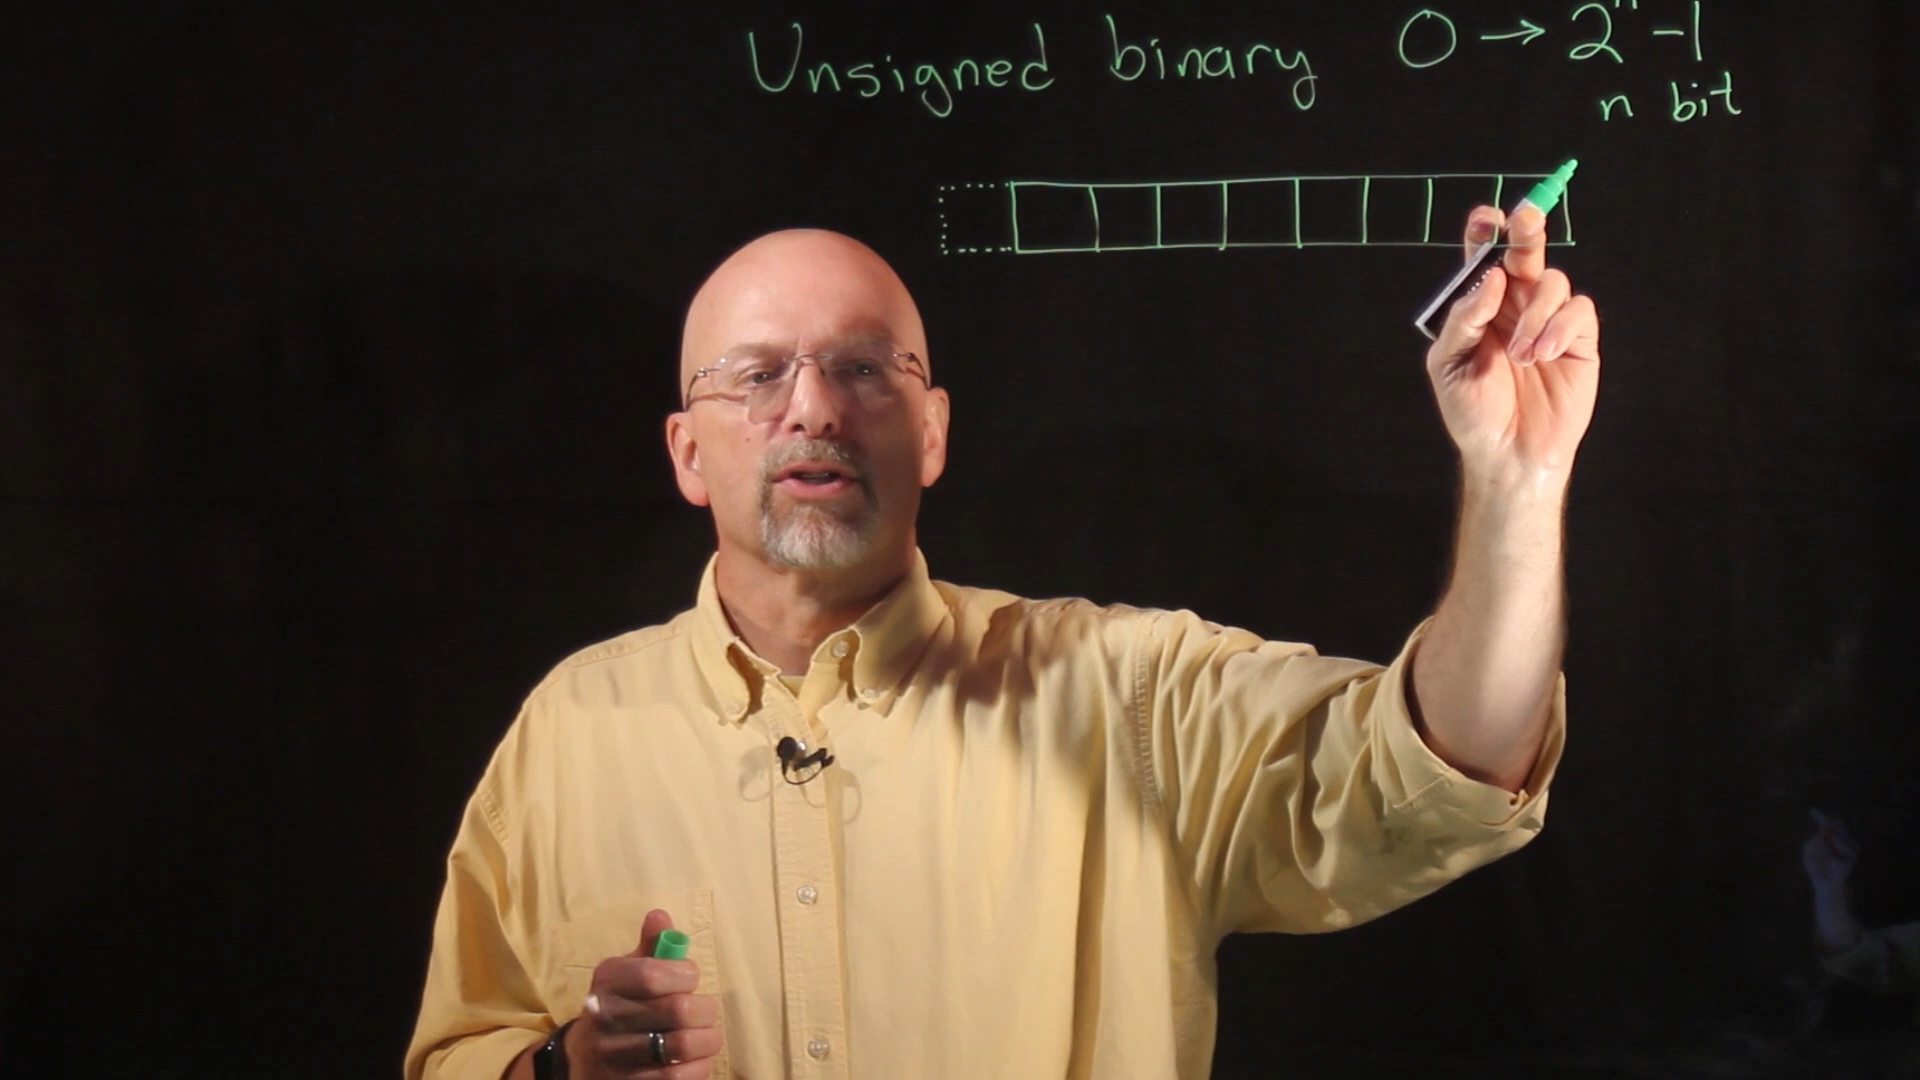 Unsigned binary 0 → 2ⁿ -1
n bit